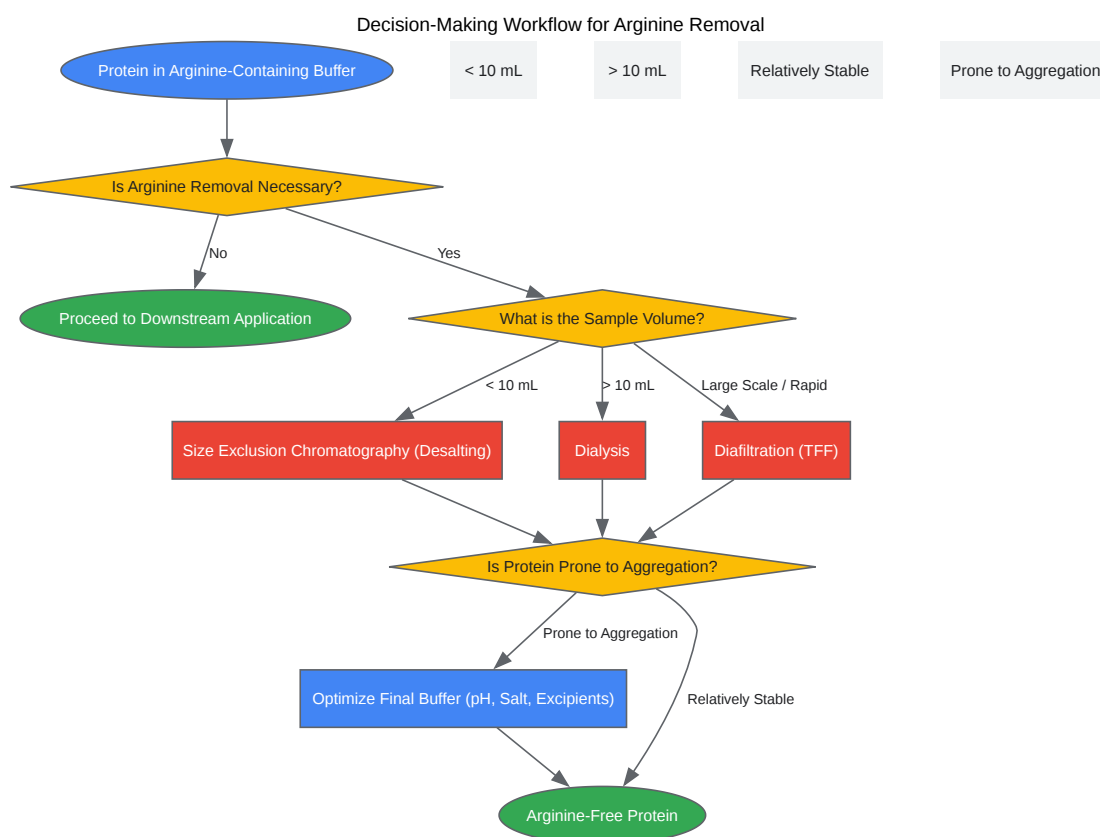 Decision-Making Workflow for Arginine Removal
Protein in Arginine-Containing Buffer
< 10 mL
> 10 mL
Relatively Stable
Prone to Aggregation
Is Arginine Removal Necessary?
No
Yes
Proceed to Downstream Application
What is the Sample Volume?
< 10 mL
> 10 mL
Large Scale / Rapid
Size Exclusion Chromatography (Desalting)
Dialysis
Diafiltration (TFF)
Is Protein Prone to Aggregation?
Prone to Aggregation
Optimize Final Buffer (pH, Salt, Excipients)
Relatively Stable
Arginine-Free Protein